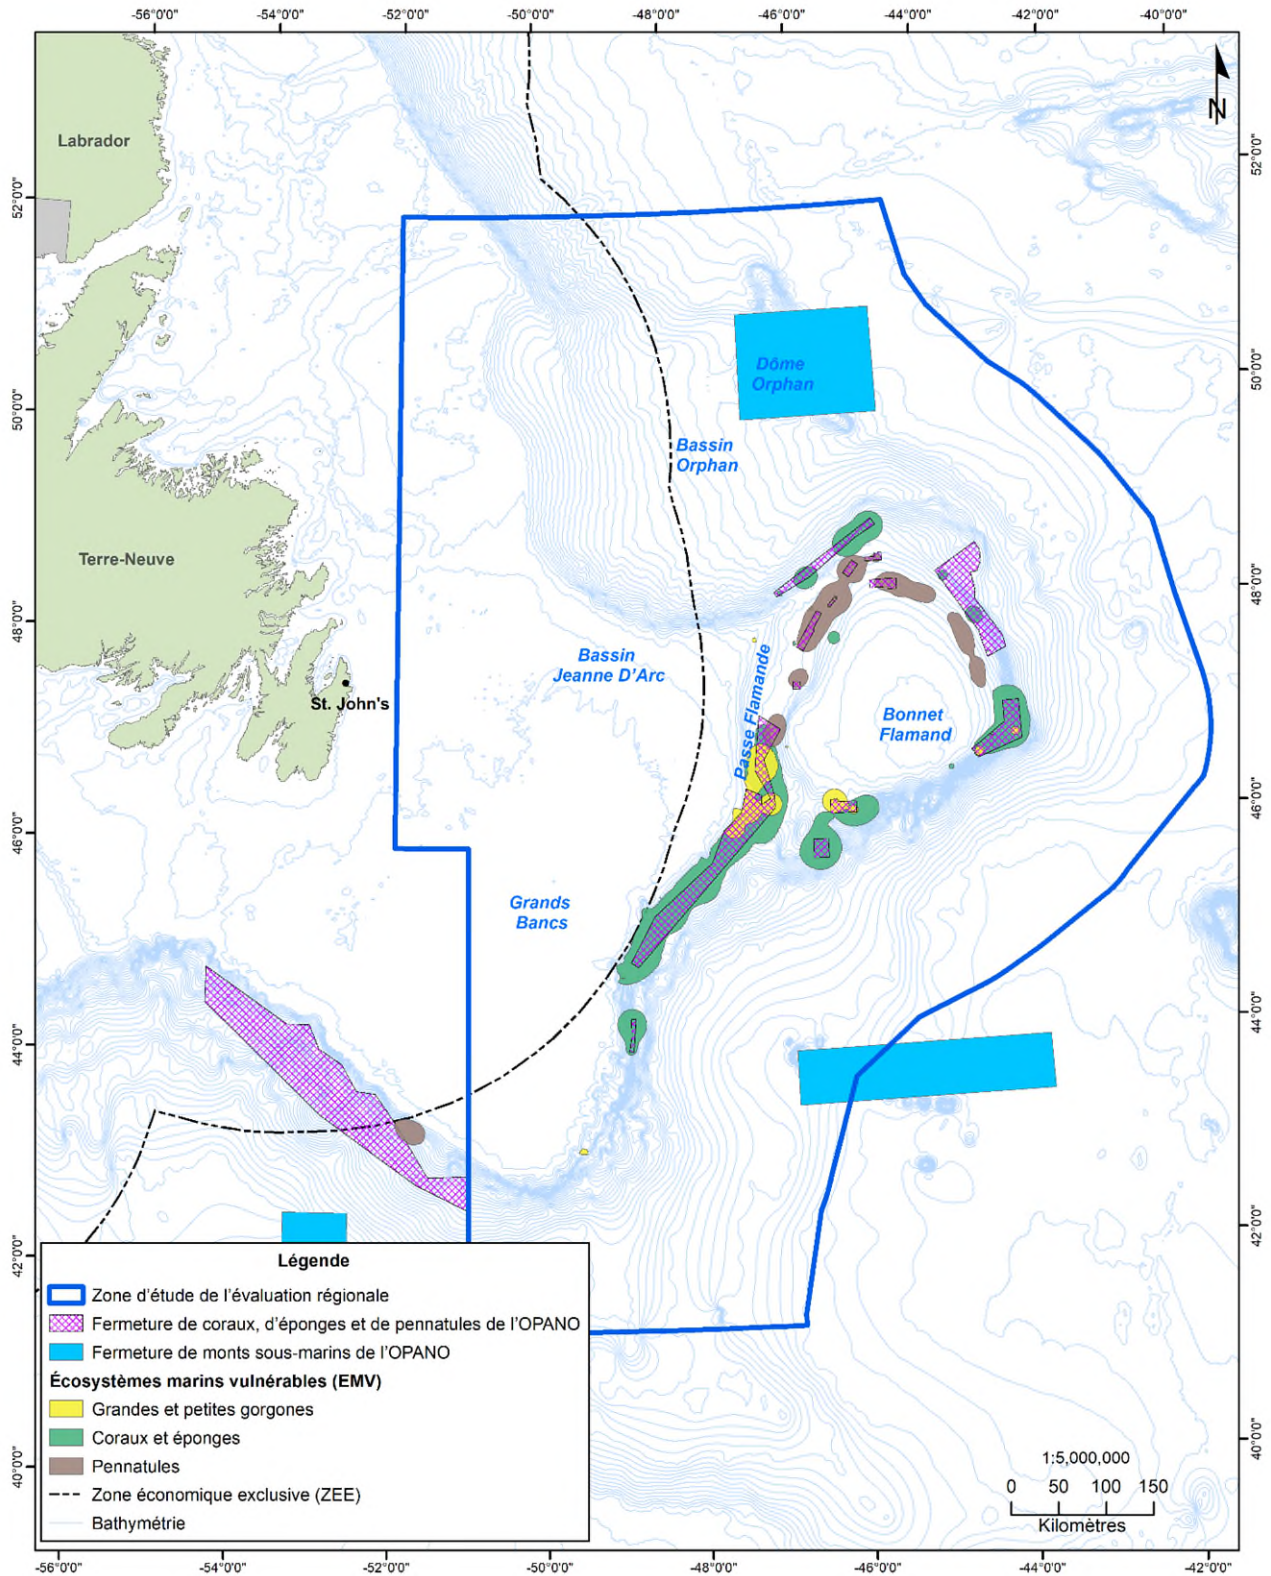 -56°0'0" -54°0'0" -52°0'0" -50°0'0" -48°0'0" -46°0'0" -44°0'0" -42°0'0" -40°0'0"
N
Labrador
52°0'0"
52°0'0"
Dôme
Orphan
50°0'0"
50°0'0"
Bassin
Orphan
Terre-Neuve
48°0'0"
48°0'0"
Bassin
Jeanne D'Arc
Passe Flamande
St. John's
Bonnet
Flamand
46°0'0"
46°0'0"
Grands
Bancs
44°0'0"
44°0'0"
42°0'0"
42°0'0"
Légende
Zone d'étude de l'évaluation régionale
Fermeture de coraux, d'éponges et de pennatules de l'OPANO
Fermeture de monts sous-marins de l'OPANO
Écosystèmes marins vulnérables (EMV)
Grandes et petites gorgones
Coraux et éponges
Pennatules
Zone économique exclusive (ZEE)
Bathymétrie
40°0'0"
40°0'0"
1:5,000,000
0 50 100 150
Kilomètres
-56°0'0" -54°0'0" -52°0'0" -50°0'0" -48°0'0" -46°0'0" -44°0'0" -42°0'0"